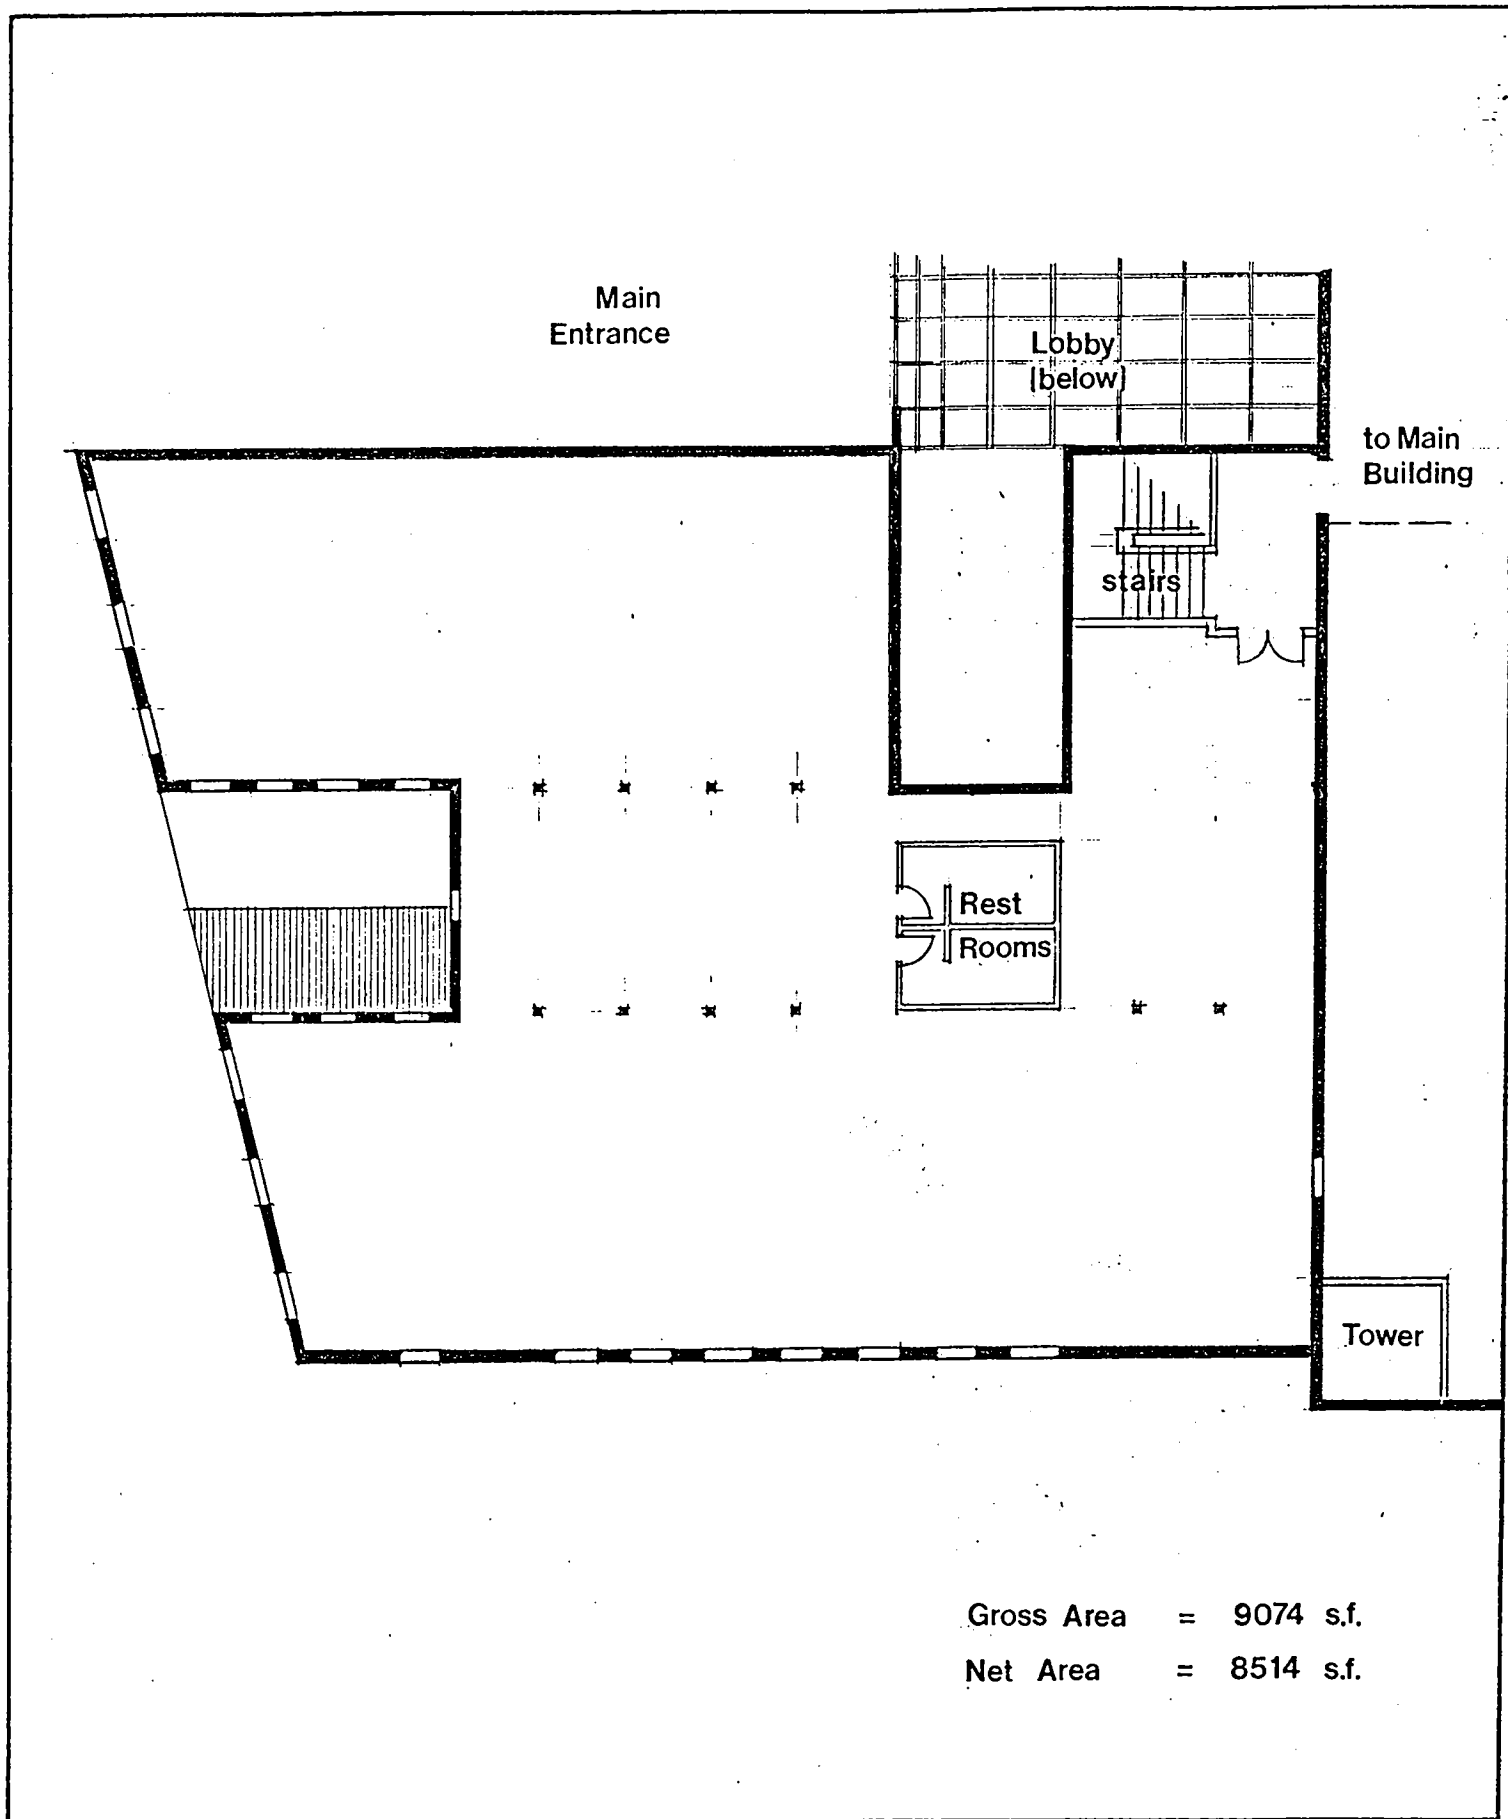 Main
Entrance
Lobby
(below)
to Main
Building
stairs
Rest
Rooms
Tower
Gross Area = 9074 s.f.
Net Area = 8514 s.f.